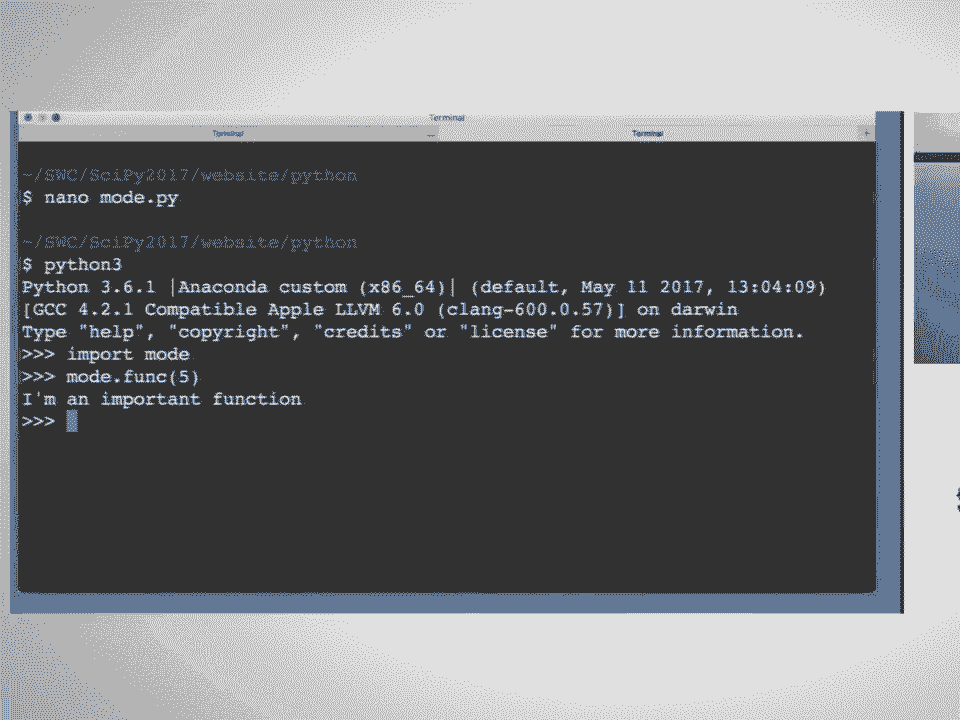 Terminal
Terminal
Terminal
~/SWC/SciPy2017/website/python
$ nano mode.py
~/SWC/SciPy2017/website/python
$ python3
Python 3.6.1 |Anaconda custom (x86_64)| (default, May 11 2017, 13:04:09)
[GCC 4.2.1 Compatible Apple LLVM 6.0 (clang-600.0.57)] on darwin
Type "help", "copyright", "credits" or "license" for more information.
>>> import mode
>>> mode.func(5)
I'm an important function
>>>